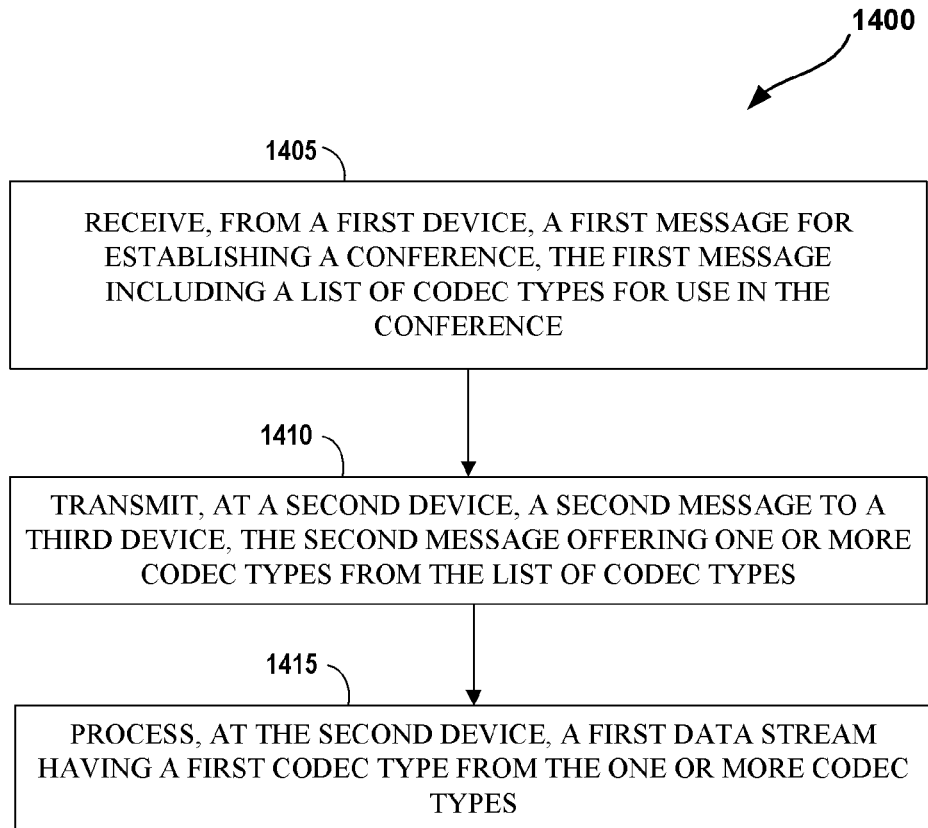 1400
1405
RECEIVE, FROM A FIRST DEVICE, A FIRST MESSAGE FOR
ESTABLISHING A CONFERENCE, THE FIRST MESSAGE
INCLUDING A LIST OF CODEC TYPES FOR USE IN THE
CONFERENCE
1410
TRANSMIT, AT A SECOND DEVICE, A SECOND MESSAGE TO A
THIRD DEVICE, THE SECOND MESSAGE OFFERING ONE OR MORE
CODEC TYPES FROM THE LIST OF CODEC TYPES
1415
PROCESS, AT THE SECOND DEVICE, A FIRST DATA STREAM
HAVING A FIRST CODEC TYPE FROM THE ONE OR MORE CODEC
TYPES